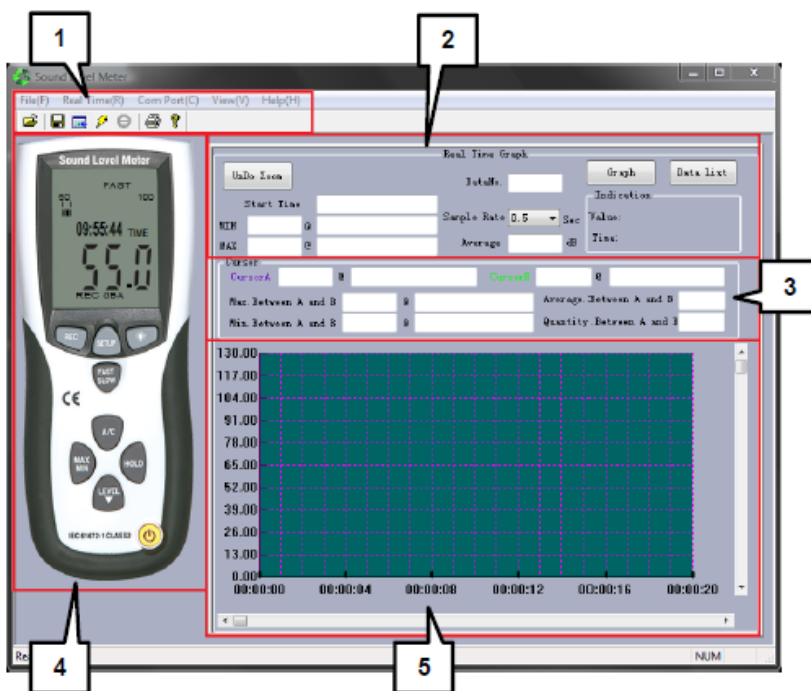 1
2
Sound Level Meter
File(F) Real Time(R) Com Port(C) View(V) Help(H)
Sound Level Meter
FAST
50 100
09:55:44 TIME
55.0
REC dBA
REC SETUP
FAST
SLOW
CE
A/C
MAX
MIN
HOLD
LEVEL
IEC61672-1 CLASS2
Real Time Graph
UnDo Zoom
DataNo.
Graph
Data list
Start Time
Indication
MIN @
Sample Rate 0.5 Sec
Value:
MAX @
Average dB
Time:
Cursor
CursorA @ CursorB @
3
Max.Between A and B @ Average.Between A and B
Min.Between A and B @ Quantity.Between A and B
130.00
117.00
104.00
91.00
78.00
65.00
52.00
39.00
26.00
13.00
0.00
00:00:00 00:00:04 00:00:08 00:00:12 00:00:16 00:00:20
4
5
NUM